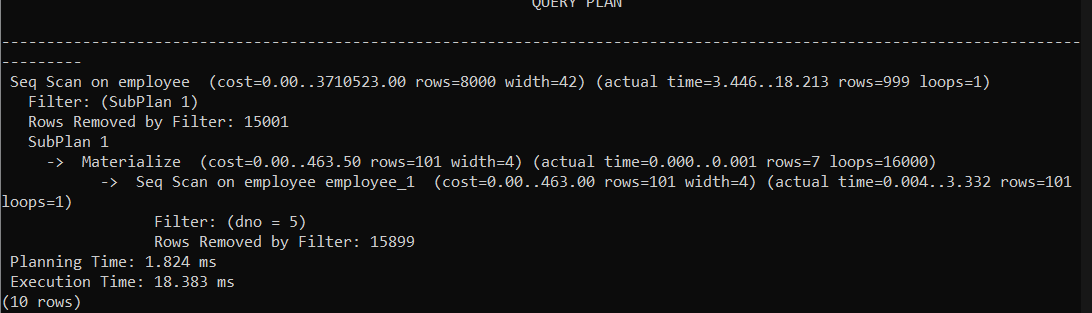 QUERY PLAN
--------------------------------------------------------------------------------------------------------------------------
---------
Seq Scan on employee  (cost=0.00..3710523.00 rows=8000 width=42) (actual time=3.446..18.213 rows=999 loops=1)
Filter: (SubPlan 1)
Rows Removed by Filter: 15001
SubPlan 1
->  Materialize  (cost=0.00..463.50 rows=101 width=4) (actual time=0.000..0.001 rows=7 loops=16000)
->  Seq Scan on employee employee_1  (cost=0.00..463.00 rows=101 width=4) (actual time=0.004..3.332 rows=101
loops=1)
Filter: (dno = 5)
Rows Removed by Filter: 15899
Planning Time: 1.824 ms
Execution Time: 18.383 ms
(10 rows)